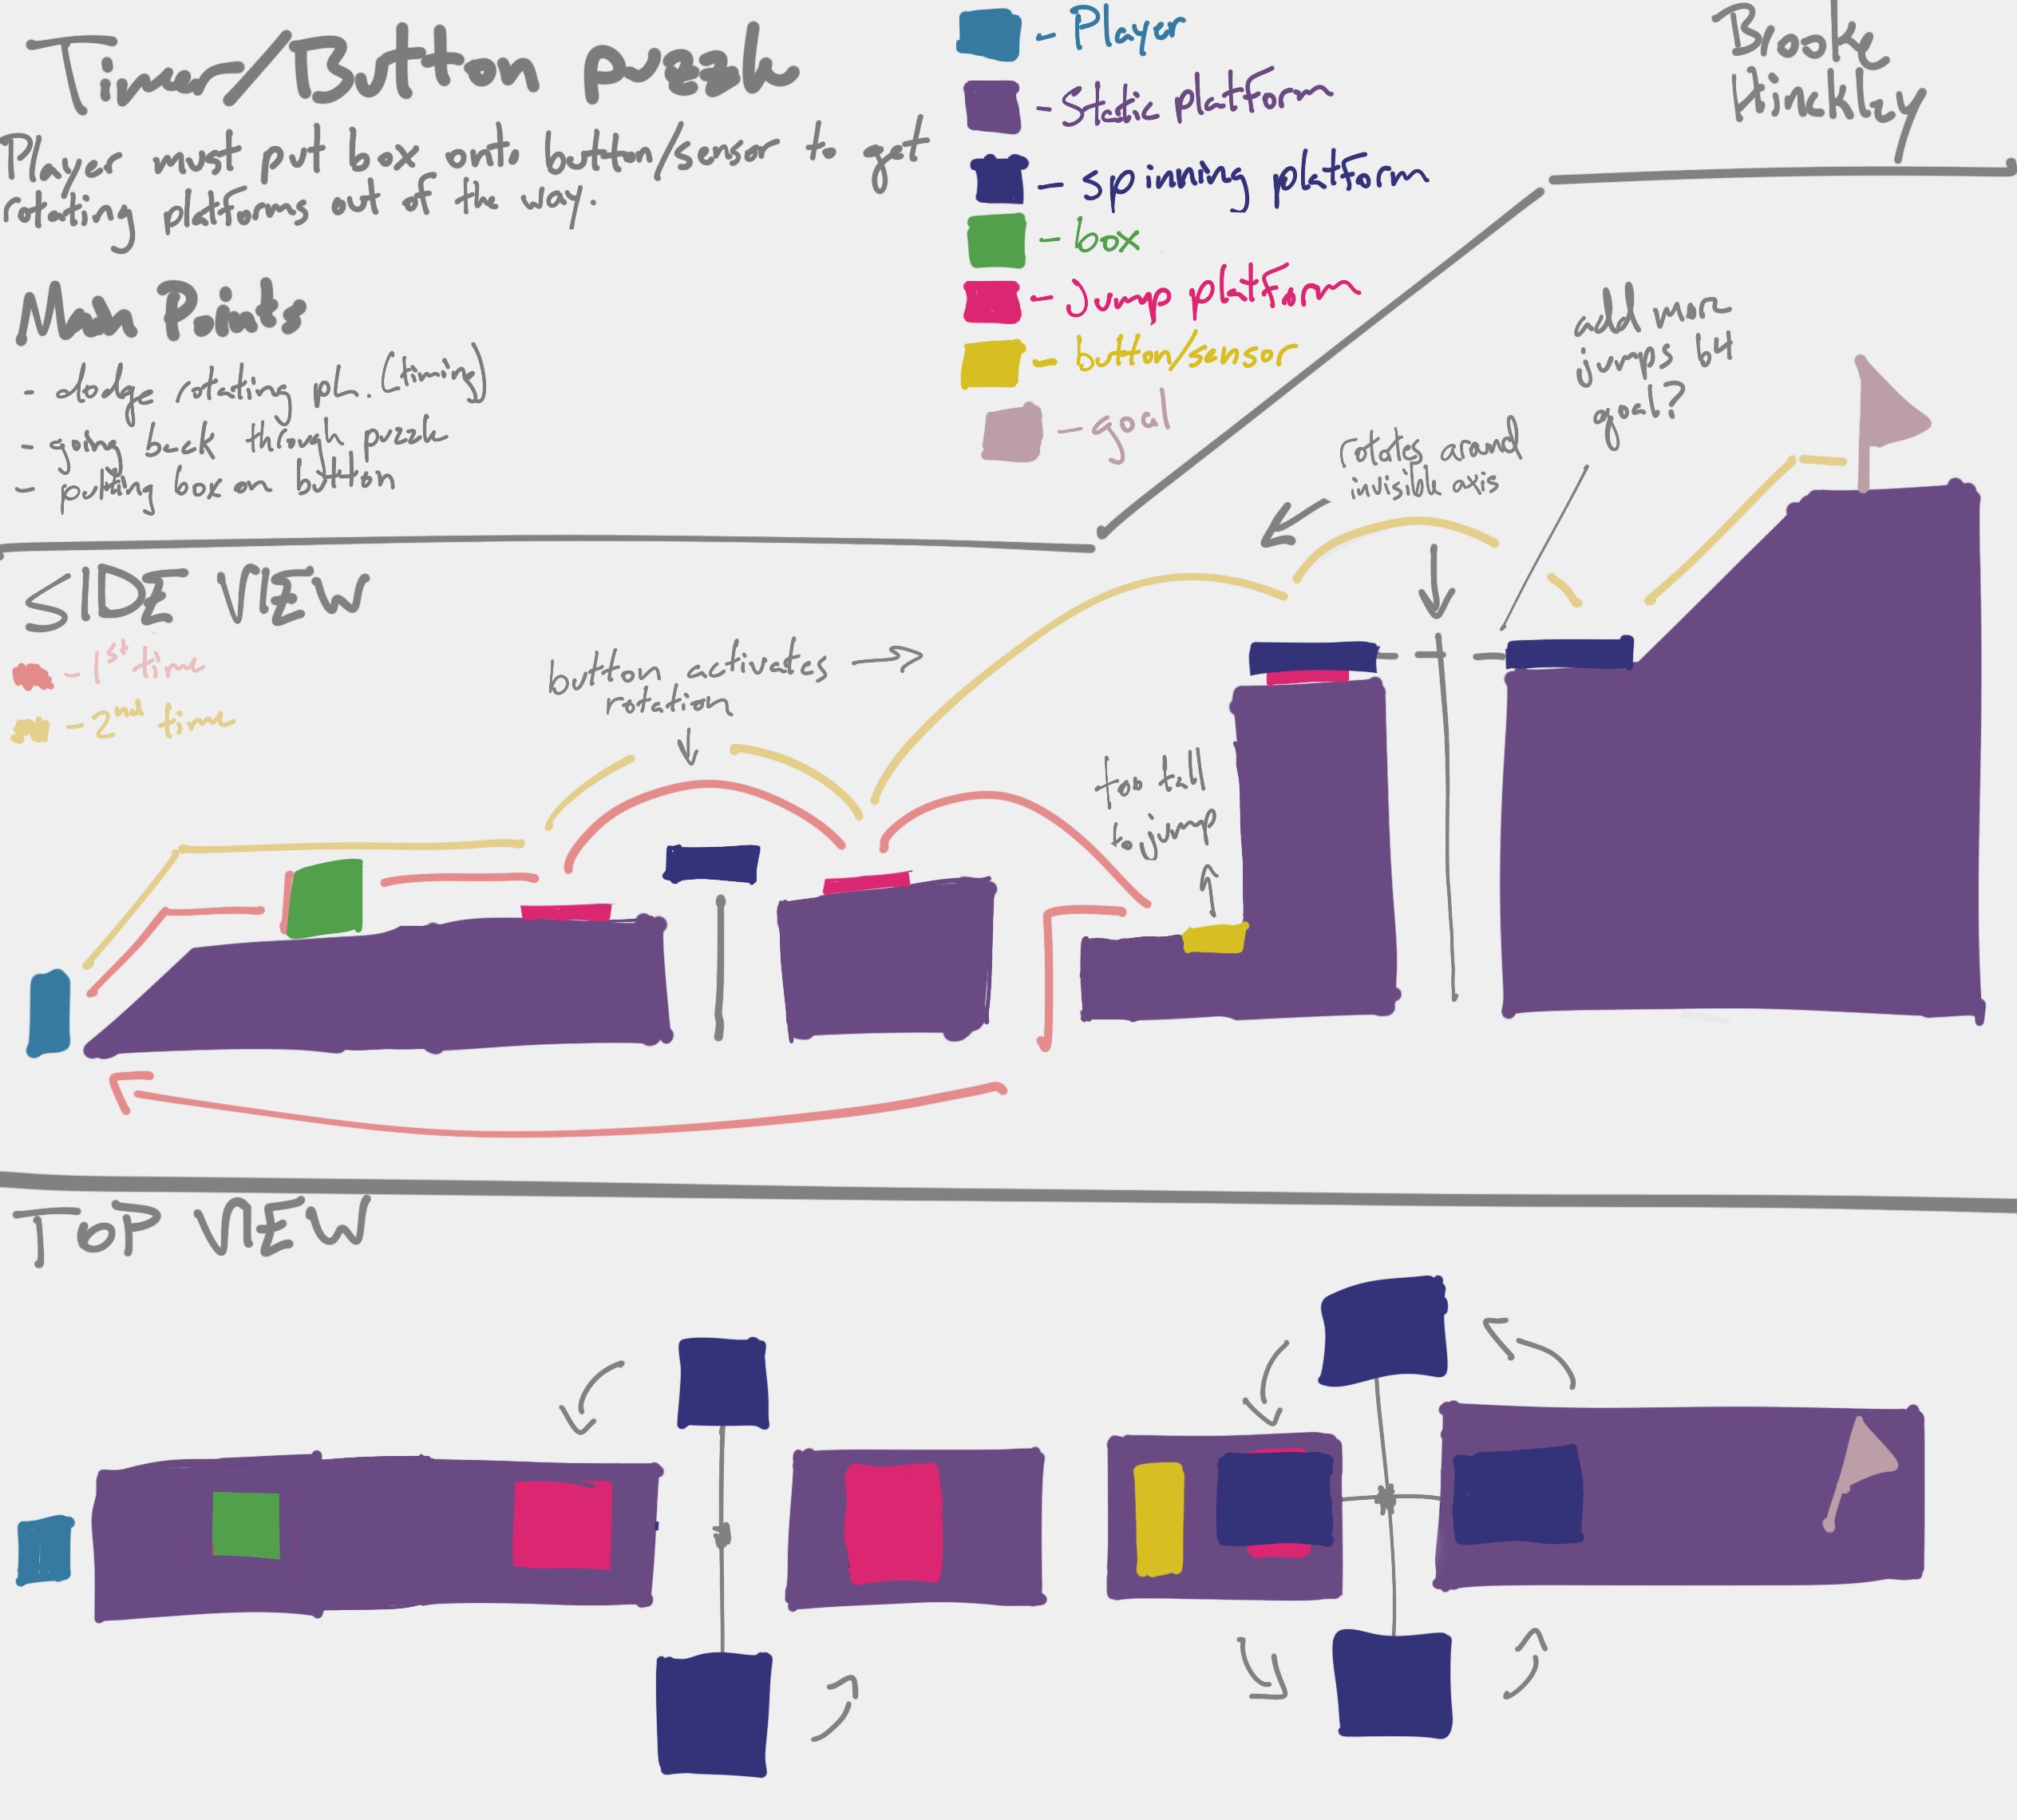 Timer/Button puzzle
Player must put box onto button/sensor to get
rotating platforms out of the way.
Main Points
- dodge rotating pl. (timing)
- going back through puzzle
- putting box on button
- Player
- Static platform
- spinning platform
- box
- Jump platform
- button/sensor
- goal
Brooke
Hinckley
SIDE VIEW
- 1st time
- 2nd time
button activates
rotation
too tall
to jump
rotates around
invisible axis
add more
jumps b4
goal?
TOP VIEW